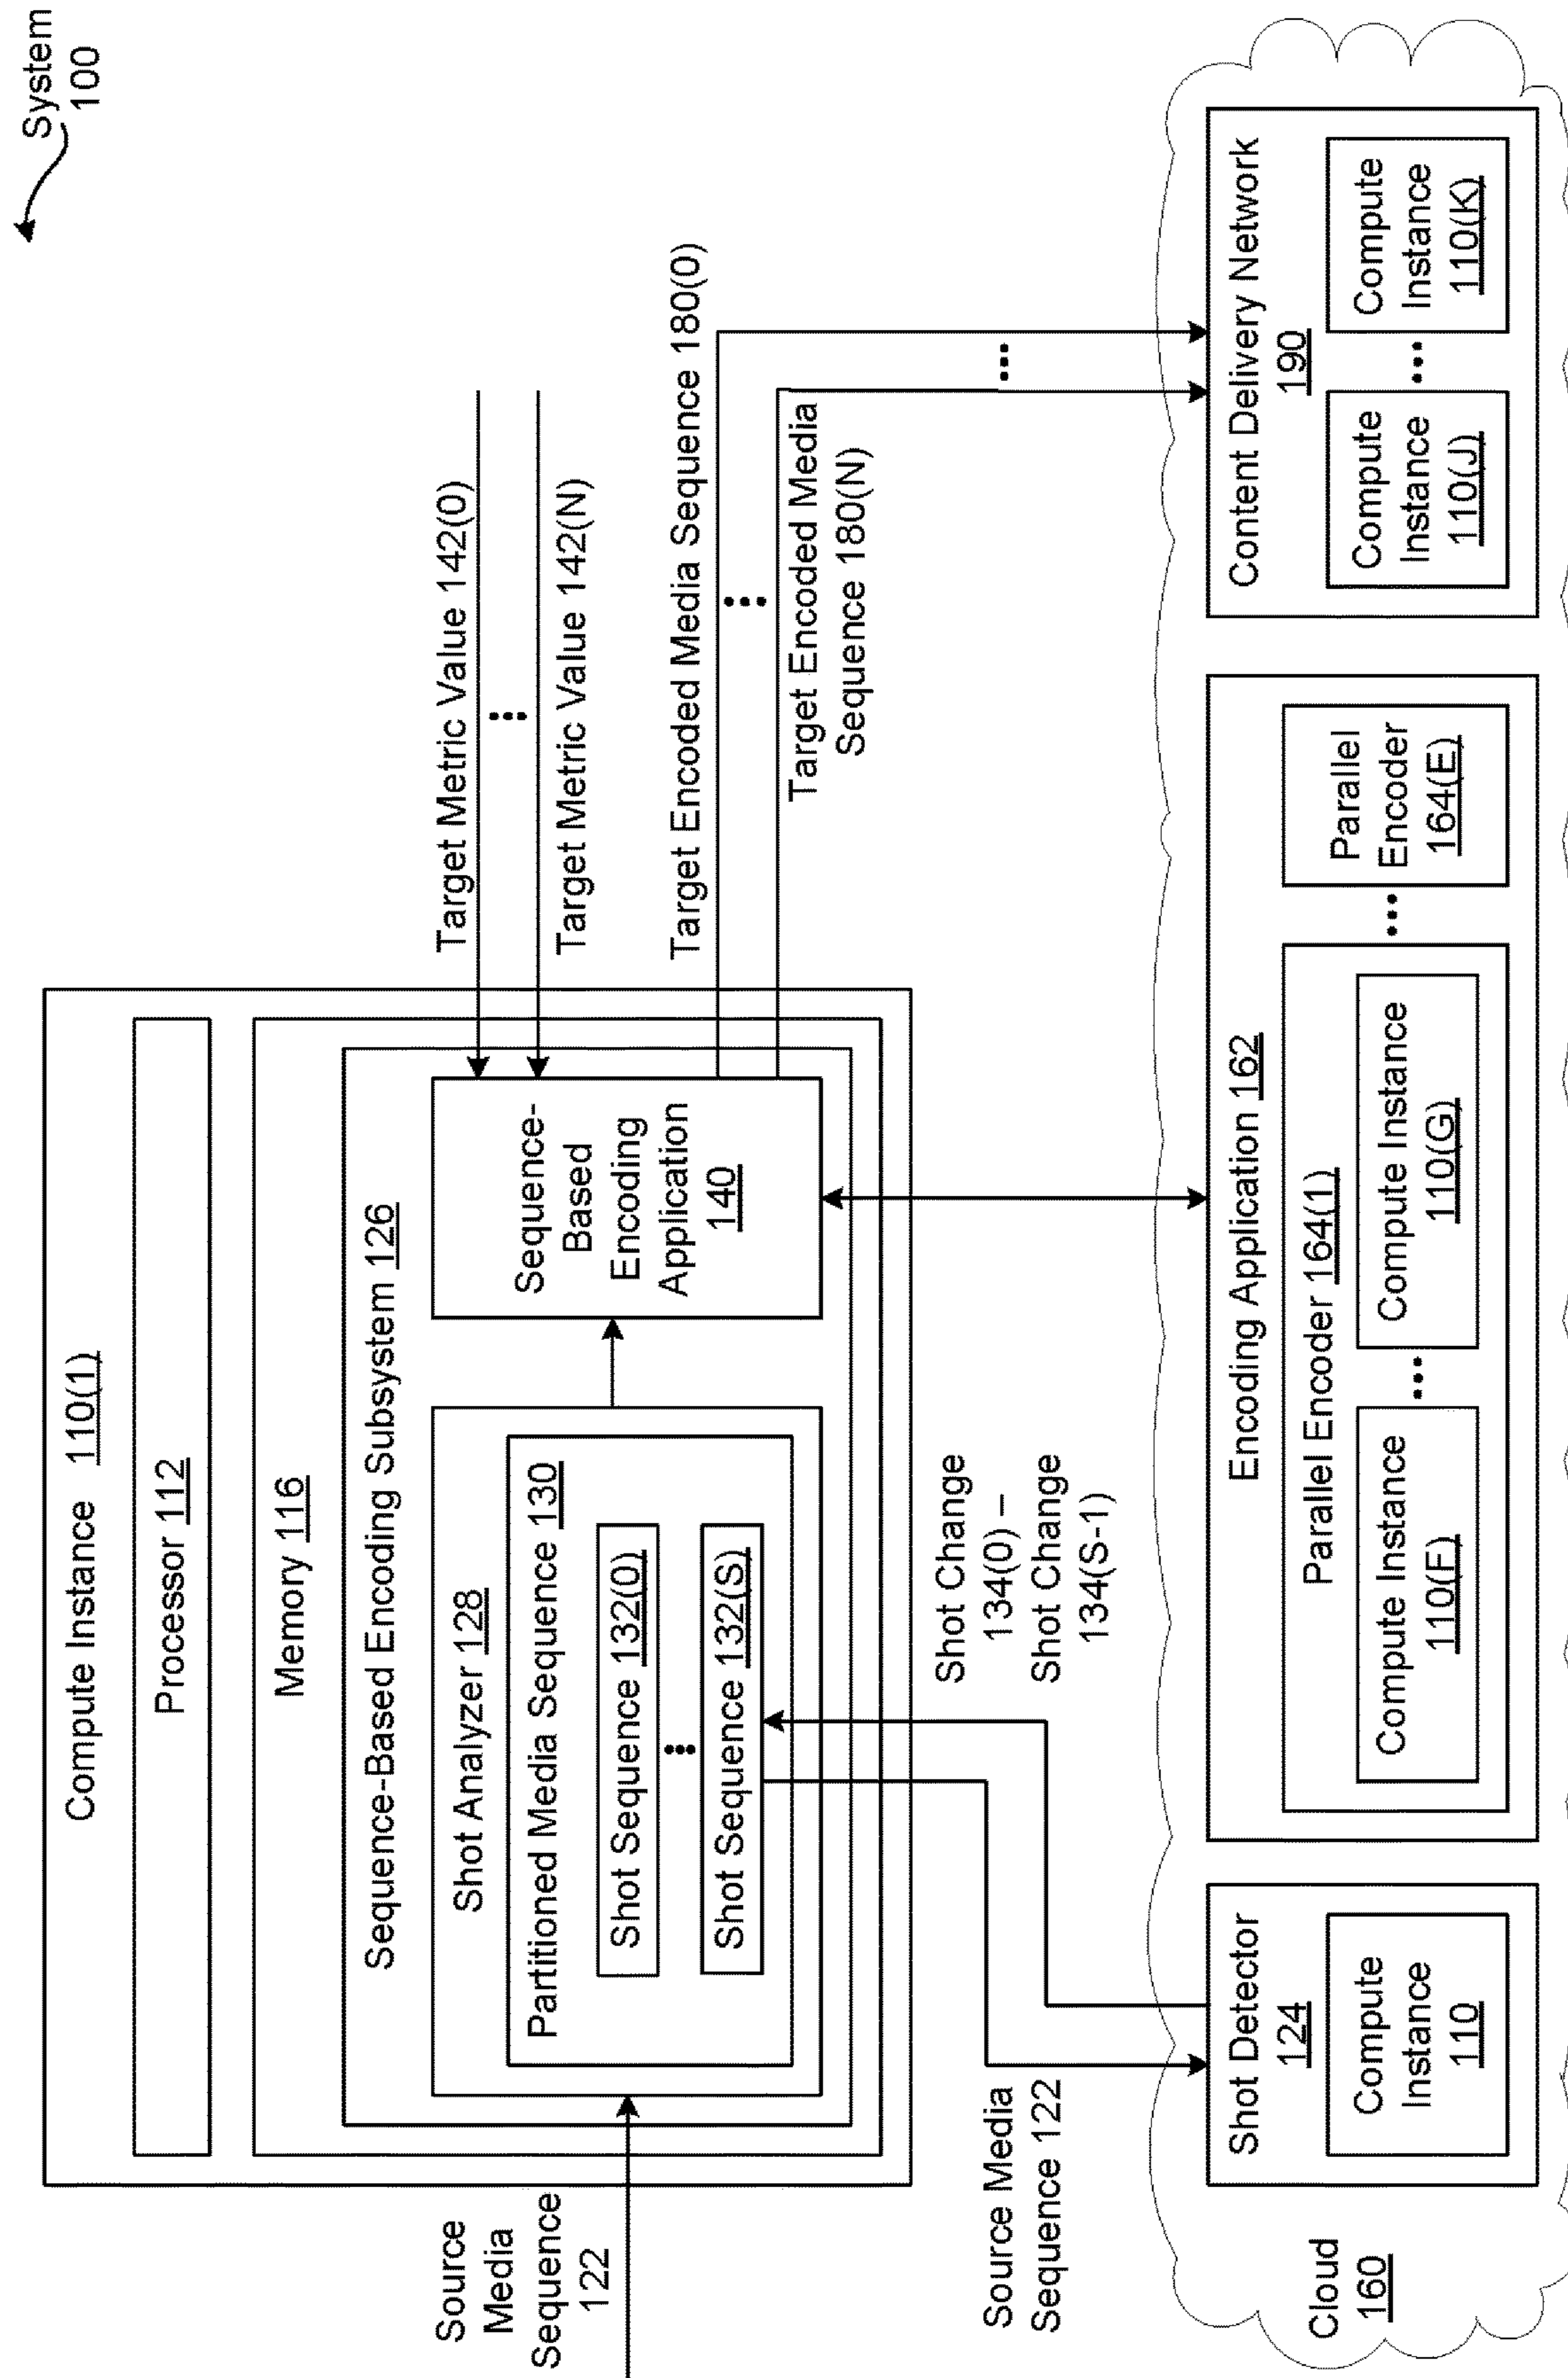 System
100
Compute Instance 110(1)
Processor 112
Memory 116
Sequence-Based Encoding Subsystem 126
Shot Analyzer 128
Partitioned Media Sequence 130
Shot Sequence 132(0)
Shot Sequence 132(S)
Sequence-
Based
Encoding
Application
140
Source
Media
Sequence
122
Target Metric Value 142(0)
Target Metric Value 142(N)
Target Encoded Media Sequence 180(0)
Target Encoded Media
Sequence 180(N)
Source Media
Sequence 122
Shot Change
134(0) –
Shot Change
134(S-1)
Cloud
160
Shot Detector
124
Compute
Instance
110
Encoding Application 162
Parallel Encoder 164(1)
Compute Instance
110(F)
Compute Instance
110(G)
Parallel
Encoder
164(E)
Content Delivery Network
190
Compute
Instance
110(J)
Compute
Instance
110(K)